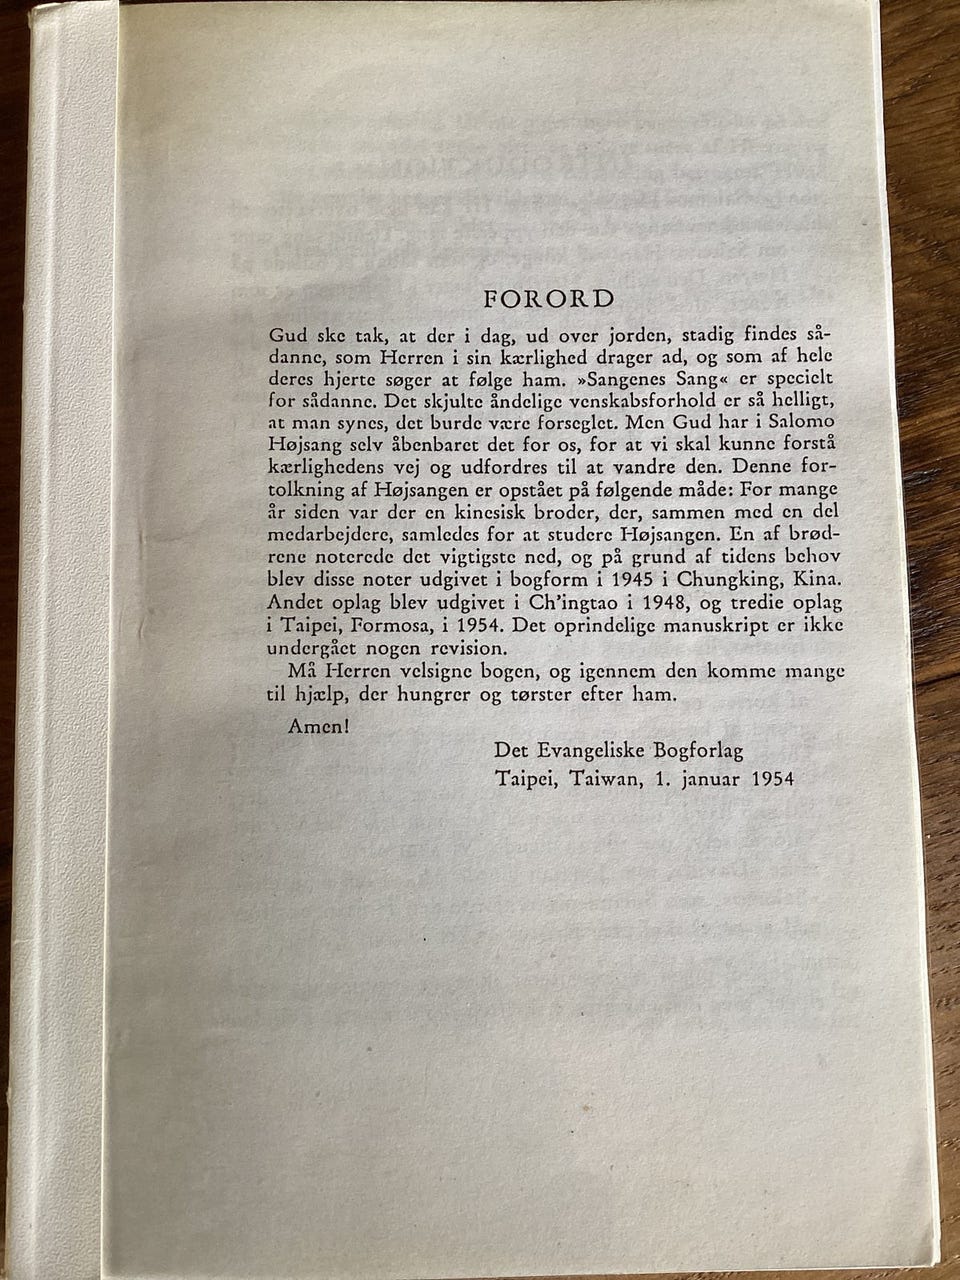 FORORD
Gud ske tak, at der i dag, ud over jorden, stadig findes så-
danne, som Herren i sin kærlighed drager ad, og som af hele
deres hjerte søger at følge ham. »Sangenes Sang« er specielt
for sådanne. Det skjulte åndelige venskabsforhold er så helligt,
at man synes, det burde være forseglet. Men Gud har i Salomo
Højsang selv åbenbaret det for os, for at vi skal kunne forstå
kærlighedens vej og udfordres til at vandre den. Denne for-
tolkning af Højsangen er opstået på følgende måde: For mange
år siden var der en kinesisk broder, der, sammen med en del
medarbejdere, samledes for at studere Højsangen. En af brød-
rene noterede det vigtigste ned, og på grund af tidens behov
blev disse noter udgivet i bogform i 1945 i Chungking, Kina.
Andet oplag blev udgivet i Ch'ingtao i 1948, og tredie oplag
i Taipei, Formosa, i 1954. Det oprindelige manuskript er ikke
undergået nogen revision.
Må Herren velsigne bogen, og igennem den komme mange
til hjælp, der hungrer og tørster efter ham.
Amen!
Det Evangeliske Bogforlag
Taipei, Taiwan, 1. januar 1954